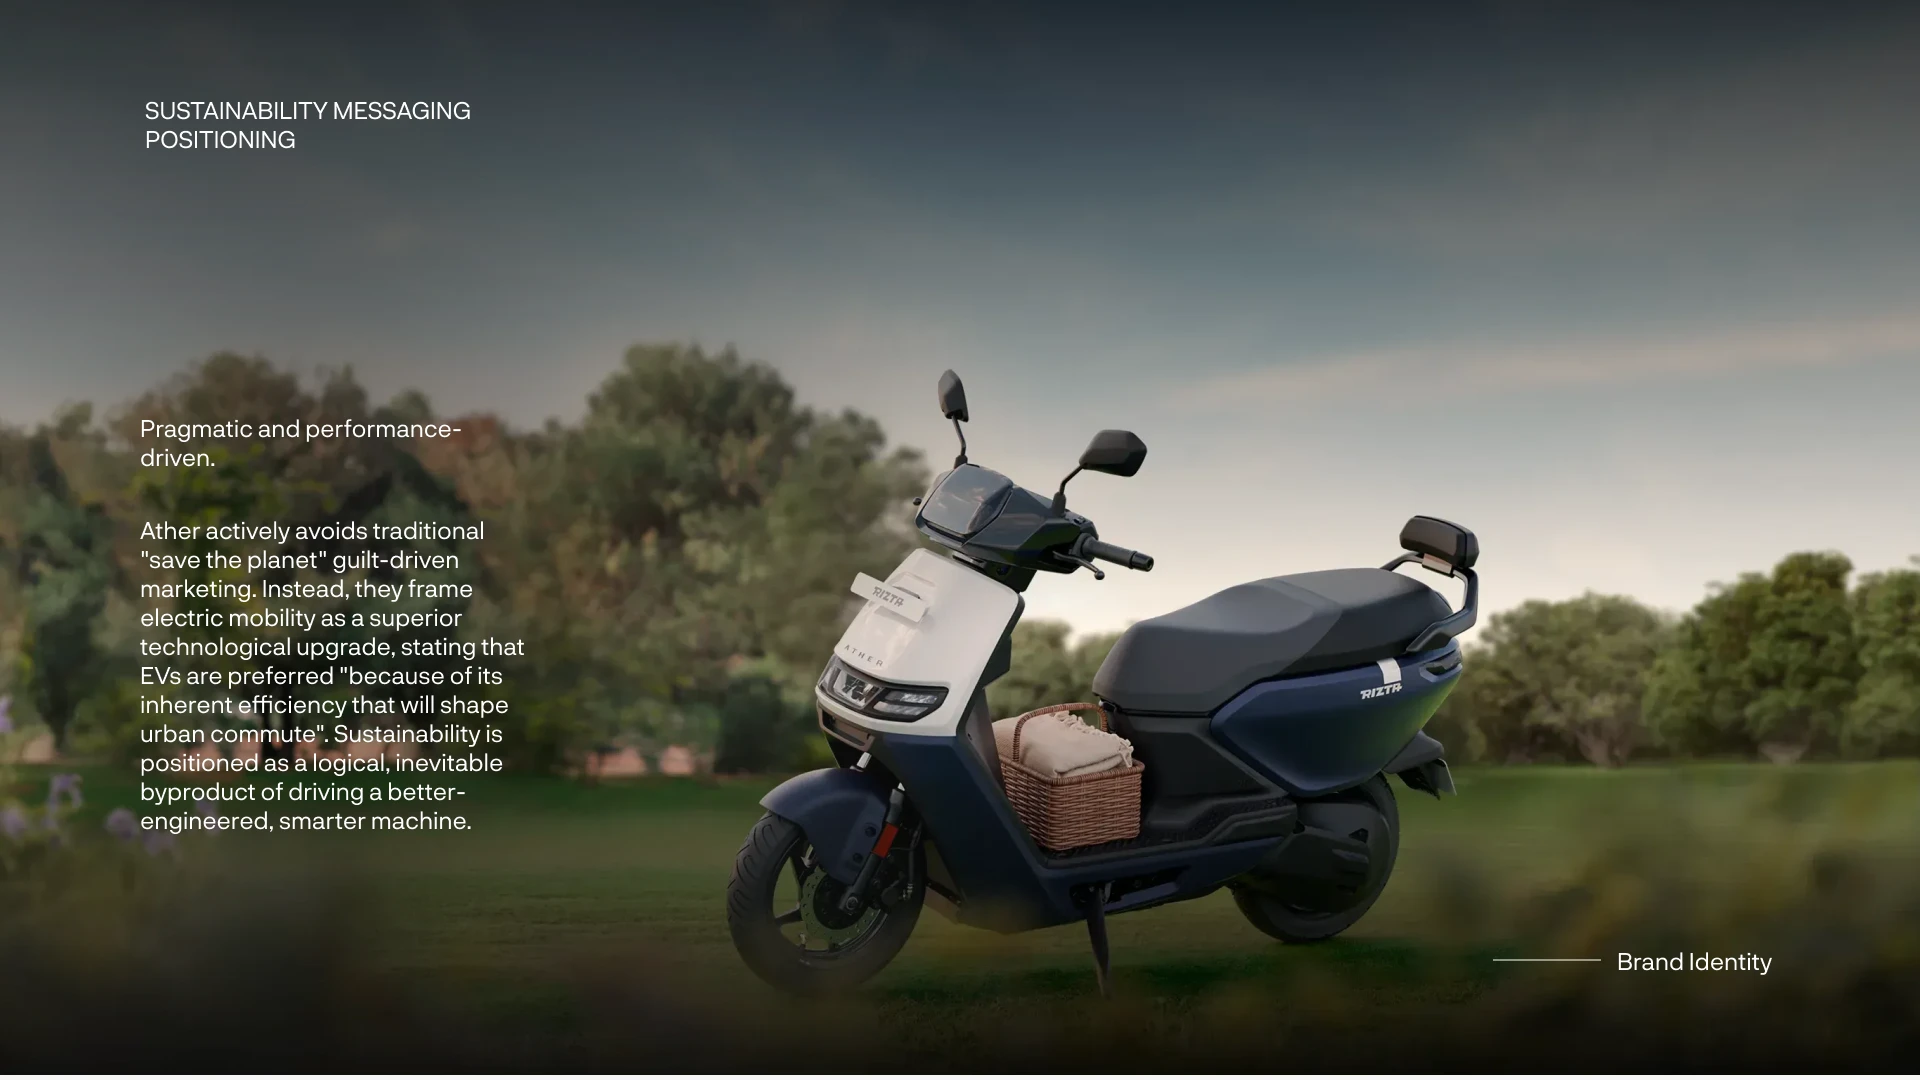 SUSTAINABILITY MESSAGING
POSITIONING
Pragmatic and performance-
driven.
Ather actively avoids traditional
"save the planet" guilt-driven
marketing. Instead, they frame
electric mobility as a superior
technological upgrade, stating that
EVs are preferred "because of its
inherent efficiency that will shape
urban commute". Sustainability is
positioned as a logical, inevitable
byproduct of driving a better-
engineered, smarter machine.
RIZTA
ATHER
RIZTA
Brand Identity